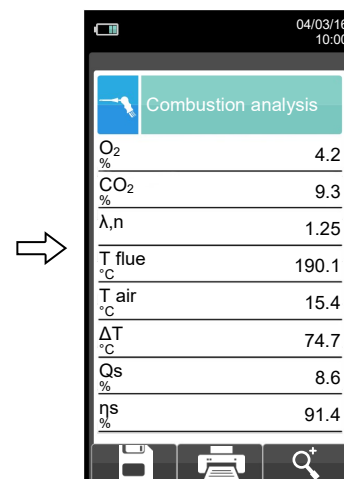 04/03/16
10:00
Combustion analysis
O₂
%
4.2
CO₂
%
9.3
λ,n
1.25
T flue
°C
190.1
T air
°C
15.4
ΔT
°C
74.7
Qs
%
8.6
ηs
%
91.4